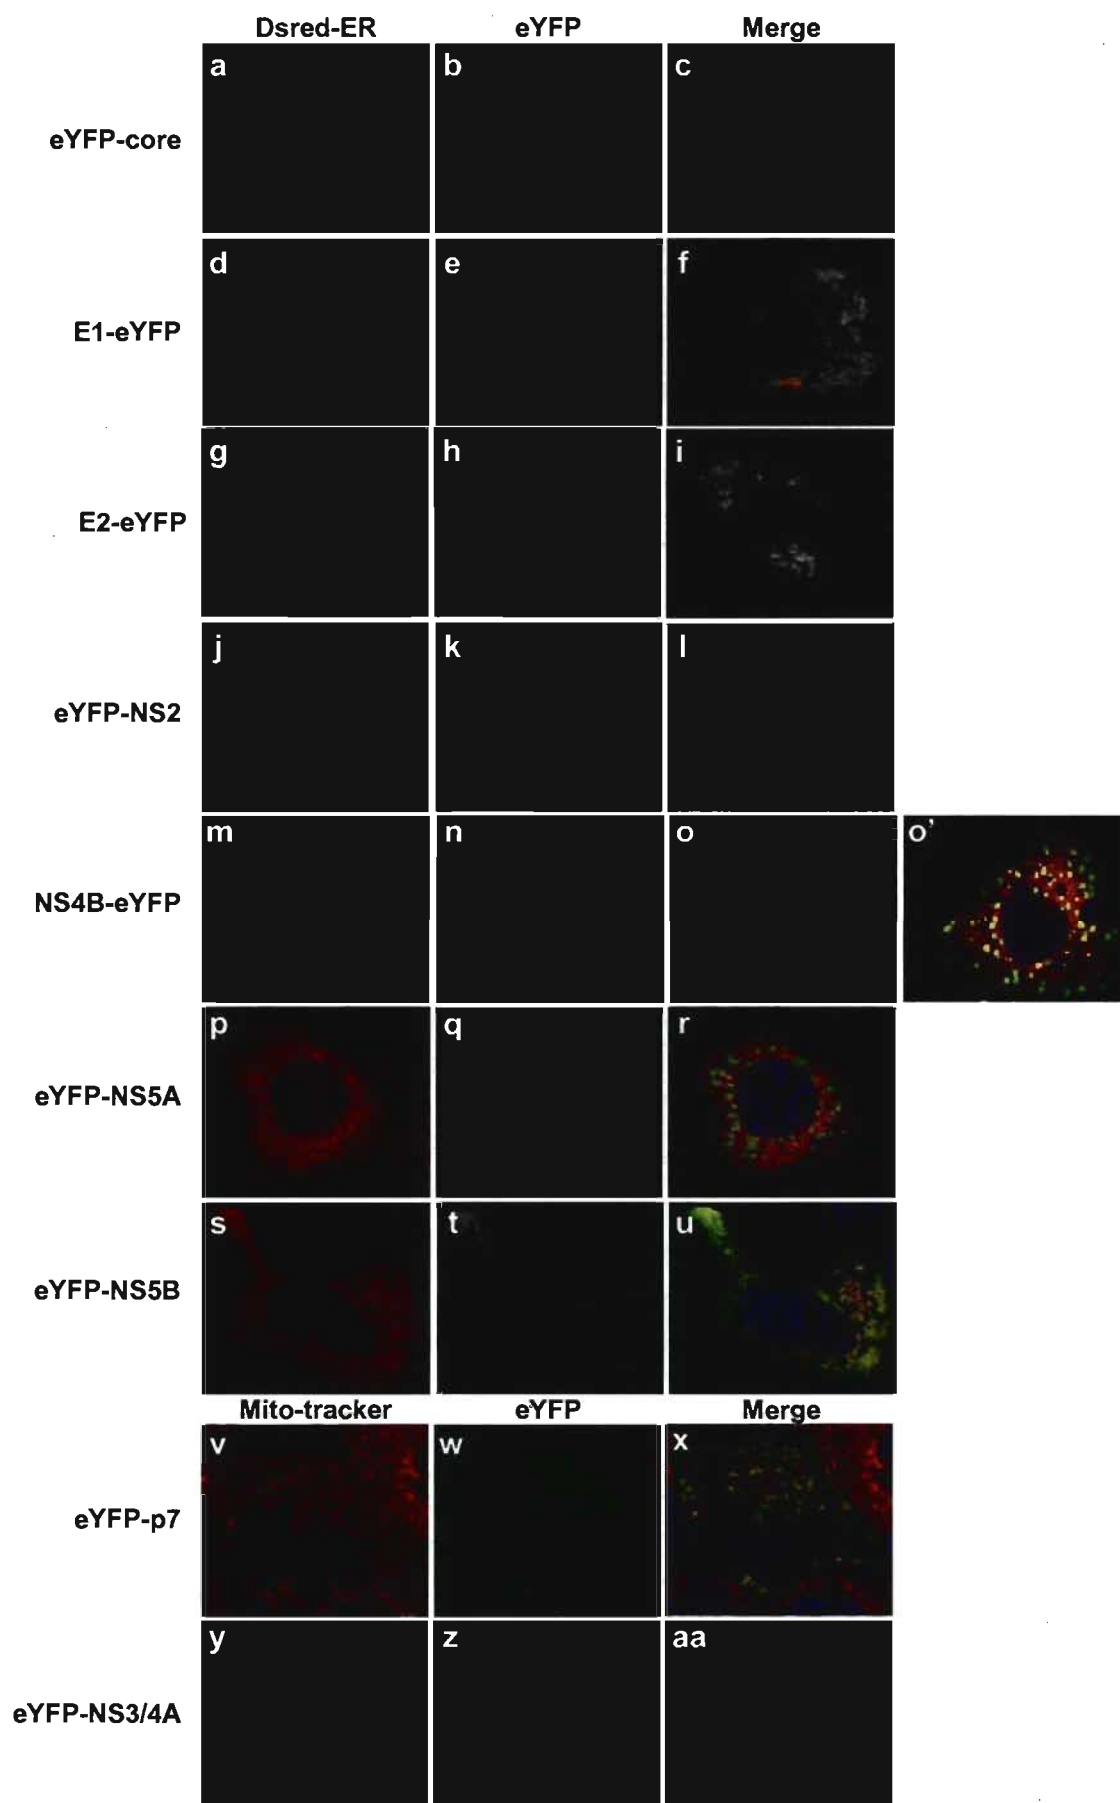 Dsred-ER eYFP Merge
a b c
eYFP-core
d e f
E1-eYFP
g h i
E2-eYFP
j k l
eYFP-NS2
m n o o'
NS4B-eYFP
p q r
eYFP-NS5A
s t u
eYFP-NS5B
Mito-tracker eYFP Merge
v w x
eYFP-p7
y z aa
eYFP-NS3/4A